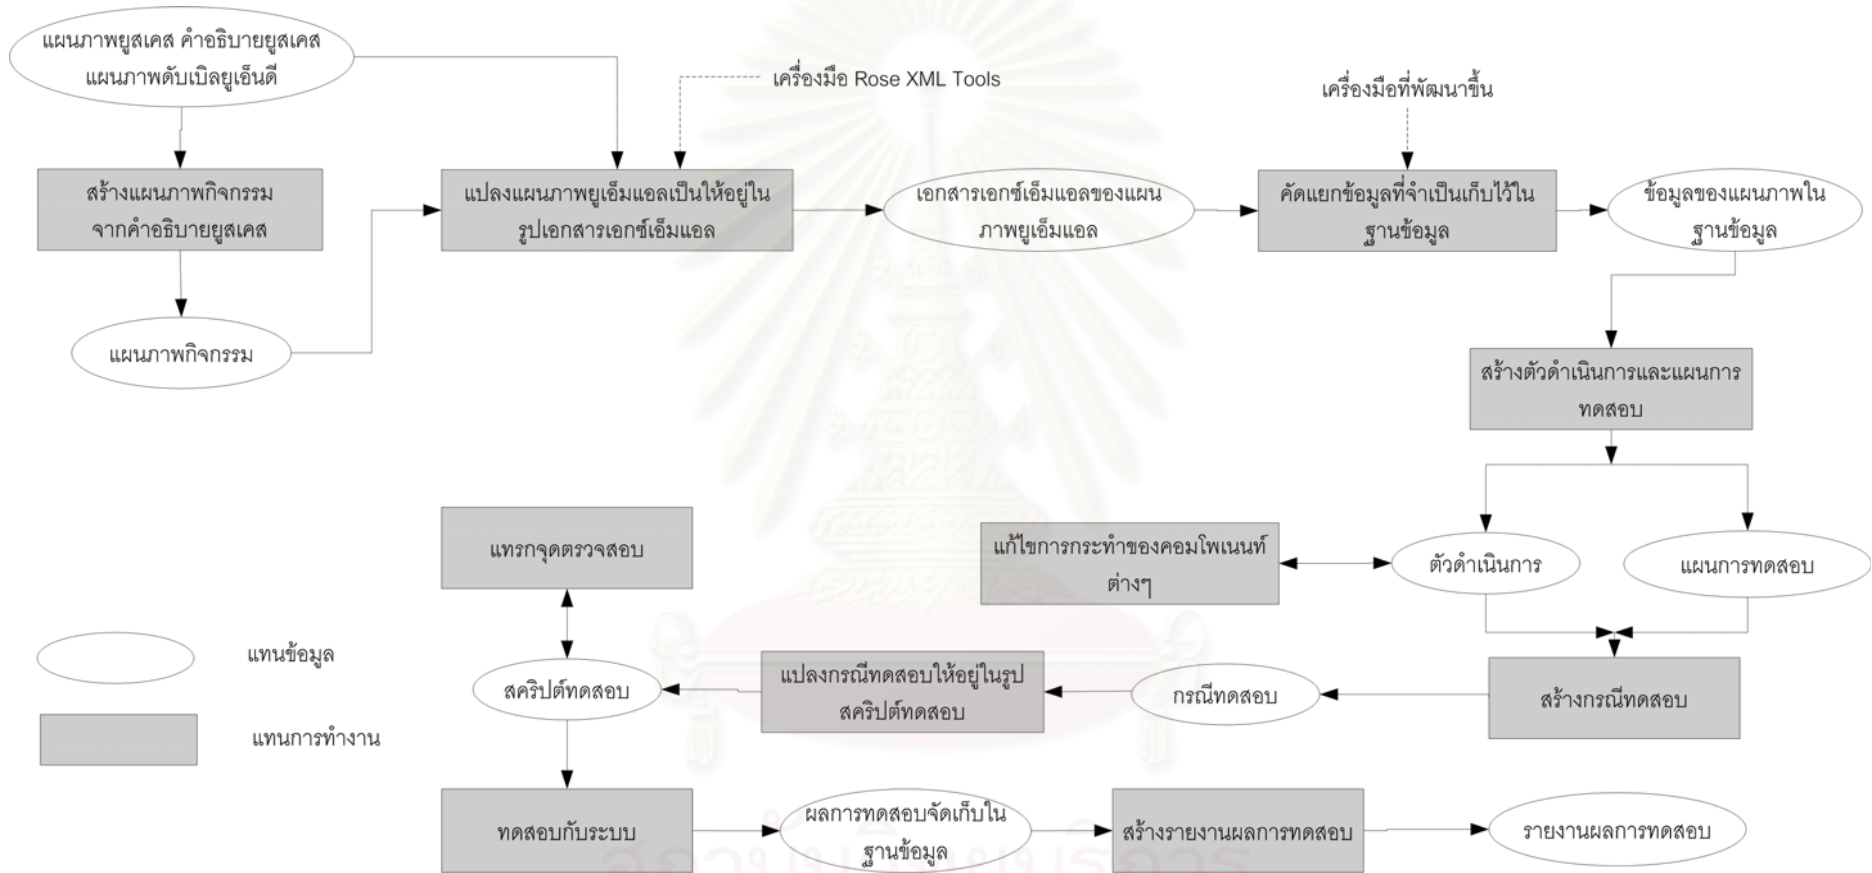 แผนภาพยูสเคส คำอธิบายยูสเคส
แผนภาพดับเบิลยูเอ็นดี
เครื่องมือ Rose XML Tools
เครื่องมือที่พัฒนาขึ้น
สร้างแผนภาพกิจกรรม
จากคำอธิบายยูสเคส
แปลงแผนภาพยูเอ็มแอลเป็นให้อยู่ใน
รูปเอกสารเอกซ์เอ็มแอล
เอกสารเอกซ์เอ็มแอลของแผน
ภาพยูเอ็มแอล
คัดแยกข้อมูลที่จำเป็นเก็บไว้ใน
ฐานข้อมูล
ข้อมูลของแผนภาพใน
ฐานข้อมูล
แผนภาพกิจกรรม
สร้างตัวดำเนินการและแผนการ
ทดสอบ
แทรกจุดตรวจสอบ
แก้ไขการกระทำของคอมโพเนนท์
ต่างๆ
ตัวดำเนินการ
แผนการทดสอบ
แทนข้อมูล
สคริปต์ทดสอบ
แปลงกรณีทดสอบให้อยู่ในรูป
สคริปต์ทดสอบ
กรณีทดสอบ
สร้างกรณีทดสอบ
แทนการทำงาน
ทดสอบกับระบบ
ผลการทดสอบจัดเก็บใน
ฐานข้อมูล
สร้างรายงานผลการทดสอบ
รายงานผลการทดสอบ
สถาบันวิทยบริการ